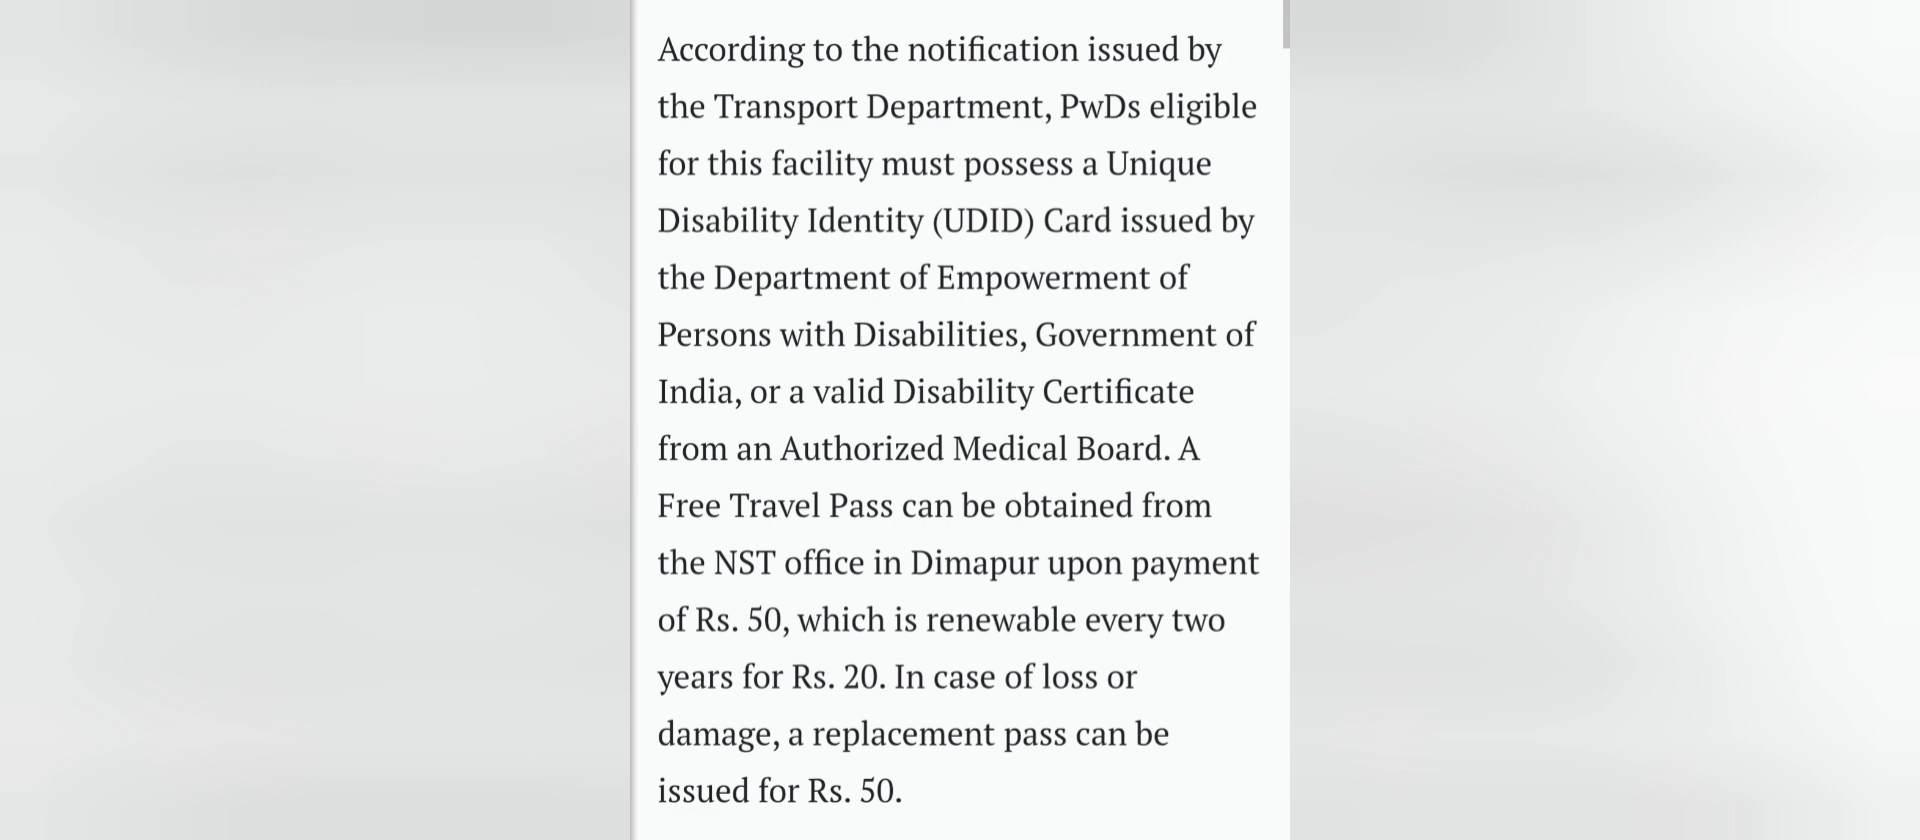 According to the notification issued by
the Transport Department, PwDs eligible
for this facility must possess a Unique
Disability Identity (UDID) Card issued by
the Department of Empowerment of
Persons with Disabilities, Government of
India, or a valid Disability Certificate
from an Authorized Medical Board. A
Free Travel Pass can be obtained from
the NST office in Dimapur upon payment
of Rs. 50, which is renewable every two
years for Rs. 20. In case of loss or
damage, a replacement pass can be
issued for Rs. 50.